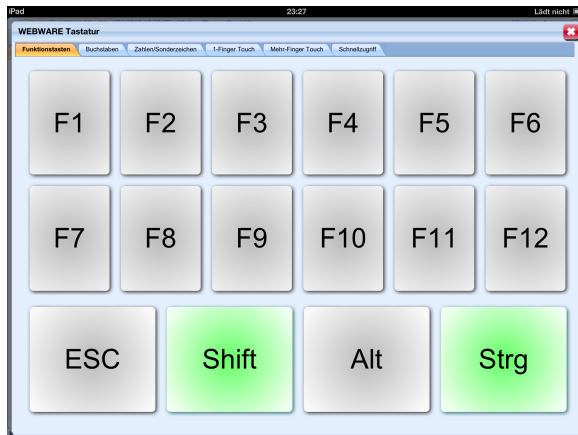 iPad 23:27 Lädt nicht
WEBWARE Tastatur
Funktionstasten Buchstaben Zahlen/Sonderzeichen 1-Finger Touch Mehr-Finger Touch Schnellzugriff
F1 F2 F3 F4 F5 F6
F7 F8 F9 F10 F11 F12
ESC Shift Alt Strg